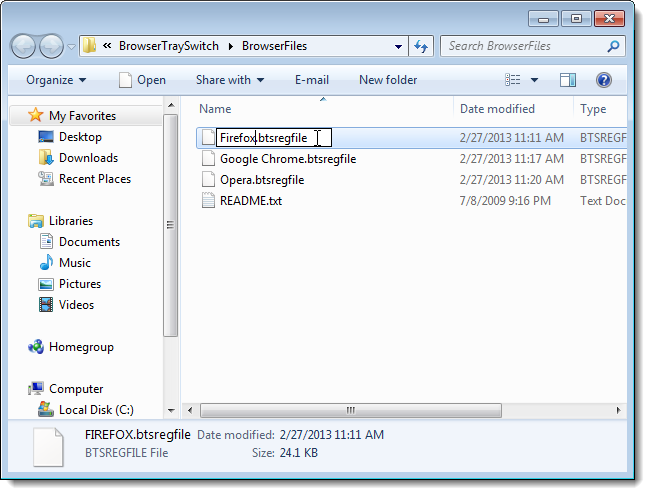 « BrowserTraySwitch BrowserFiles Search BrowserFiles
Organize Open Share with E-mail New folder ?
Name Date modified Type
My Favorites
Desktop
Downloads
Recent Places
Libraries
Documents
Music
Pictures
Videos
Homegroup
Computer
Local Disk (C:)
Firefox.btsregfile 2/27/2013 11:11 AM BTSREGF
Google Chrome.btsregfile 2/27/2013 11:17 AM BTSREGF
Opera.btsregfile 2/27/2013 11:20 AM BTSREGF
README.txt 7/8/2009 9:16 PM Text Doc
FIREFOX.btsregfile Date modified: 2/27/2013 11:11 AM
BTSREGFILE File Size: 24.1 KB